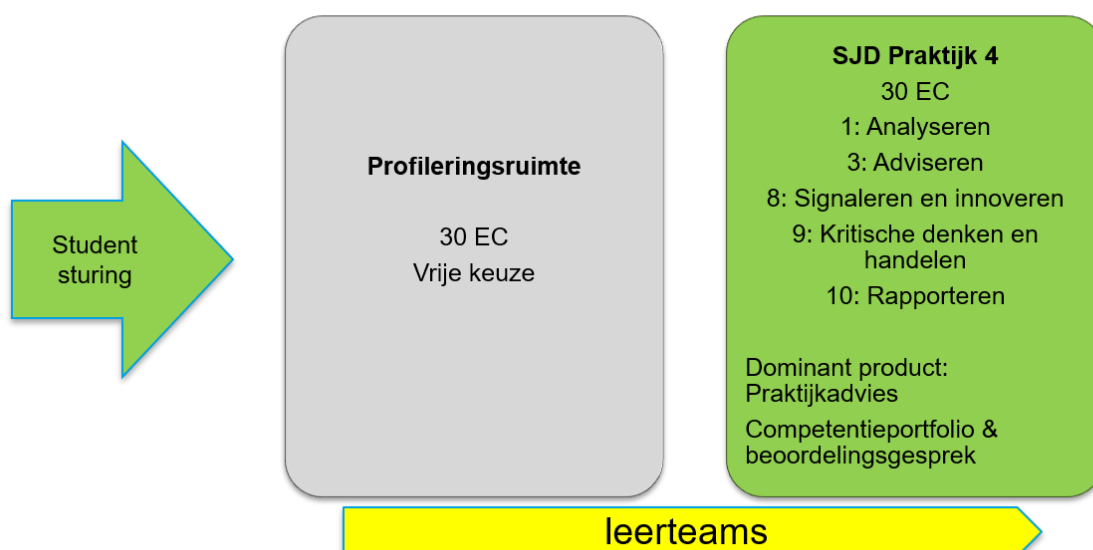 Student
sturing
Profileringsruimte
30 EC
Vrije keuze
SJD Praktijk 4
30 EC
1: Analyseren
3: Adviseren
8: Signaleren en innoveren
9: Kritische denken en
handelen
10: Rapporteren
Dominant product:
Praktijkadvies
Competentieportfolio &
beoordelingsgesprek
leerteams